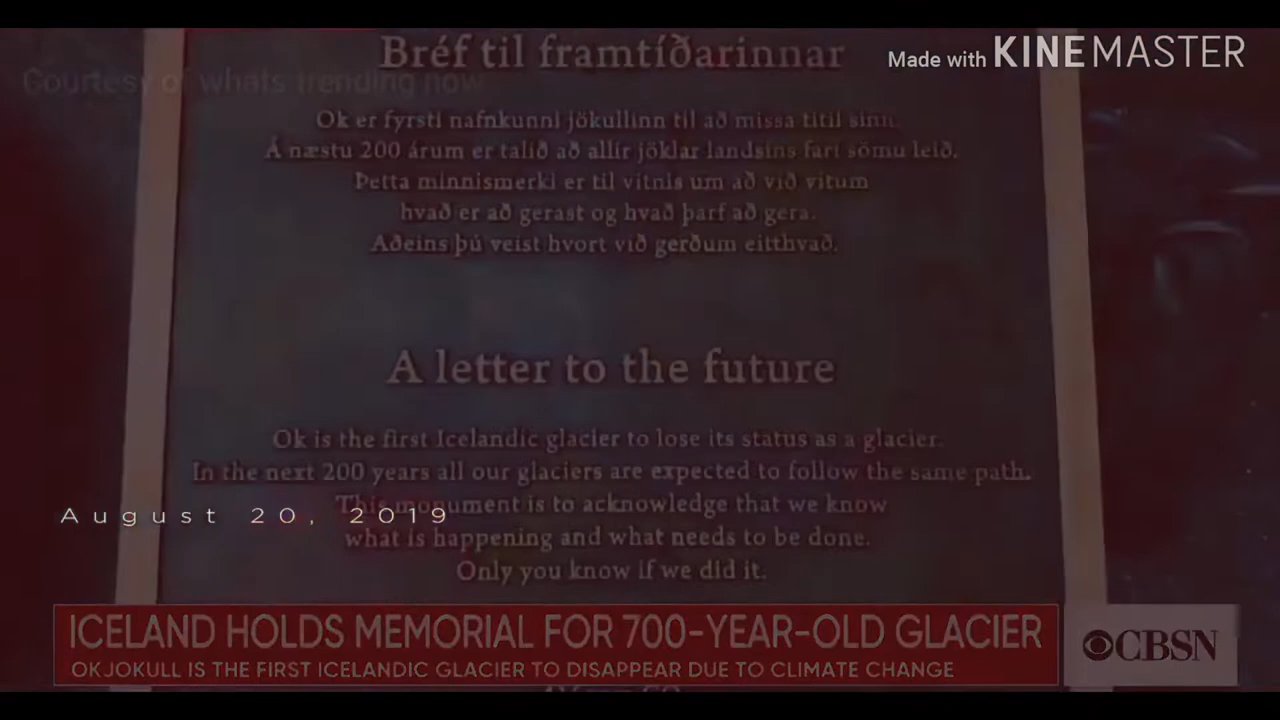 Bréf til framtíðarinnar
Made with KINEMASTER
Courtesy of whats trending now
Ok er fyrsti nafnkunni jökullinn til að missa titil sinn.
Á næstu 200 árum er talið að allir jöklar landsins fari sömu leið.
Þetta minnismerki er til vitnis um að við vitum
hvað er að gerast og hvað þarf að gera.
Aðeins þú veist hvort við gerðum eitthvað.
A letter to the future
Ok is the first Icelandic glacier to lose its status as a glacier.
In the next 200 years all our glaciers are expected to follow the same path.
This monument is to acknowledge that we know
August 20, 2019
what is happening and what needs to be done.
Only you know if we did it.
ICELAND HOLDS MEMORIAL FOR 700-YEAR-OLD GLACIER
OKJOKULL IS THE FIRST ICELANDIC GLACIER TO DISAPPEAR DUE TO CLIMATE CHANGE
CBSN